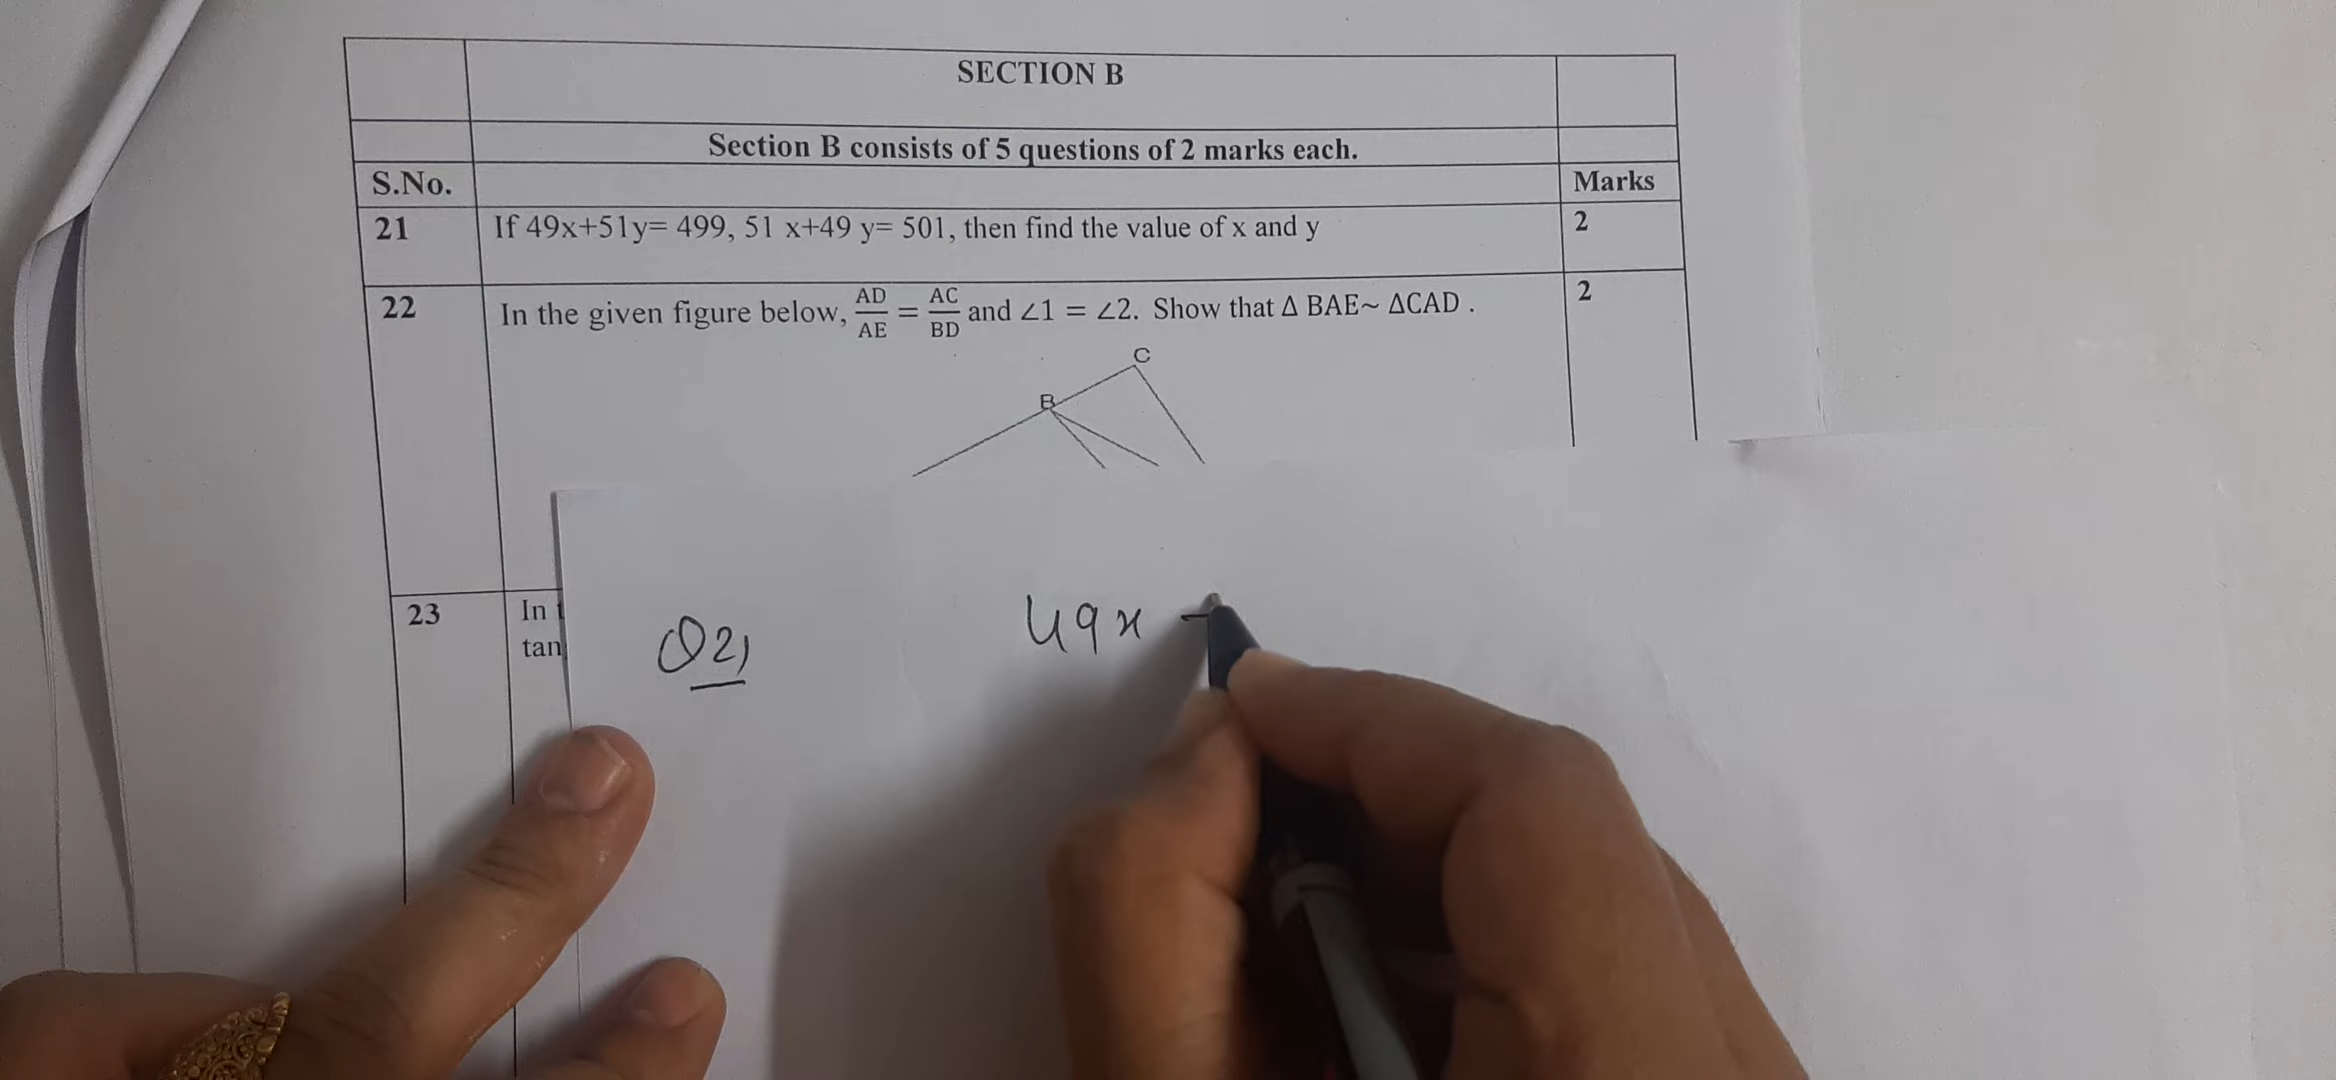 SECTION B
Section B consists of 5 questions of 2 marks each.
S.No. Marks
21 If 49x+51y= 499, 51 x+49 y= 501, then find the value of x and y 2
22 In the given figure below, AD/AE = AC/BD and ∠1 = ∠2. Show that Δ BAE~ ΔCAD . 2
C
B
23 In
tan
Q21 49x